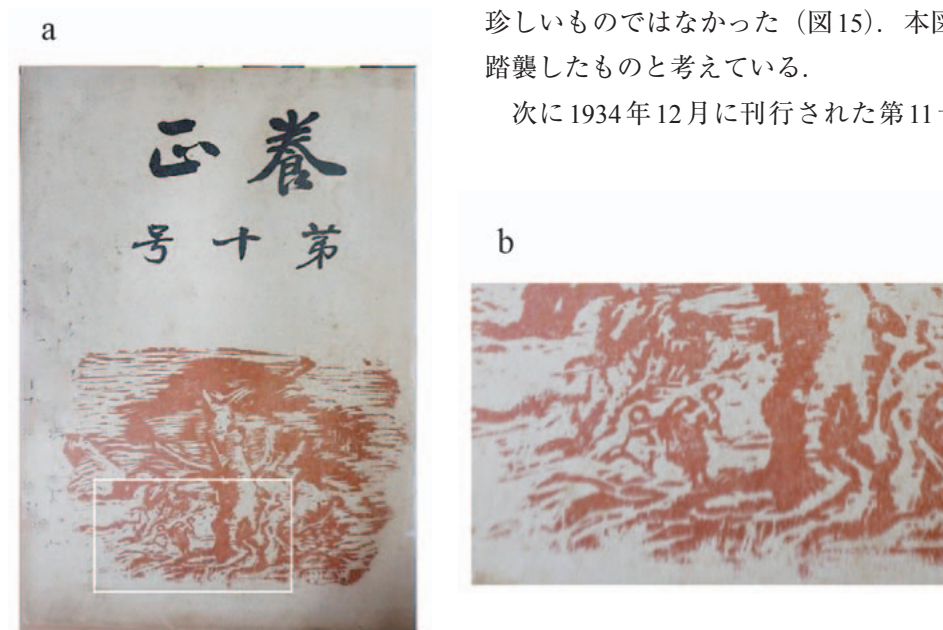 a
養正
苐十号
珍しいものではなかった（図15）．本図
踏襲したものと考えている．
次に1934年12月に刊行された第11
b